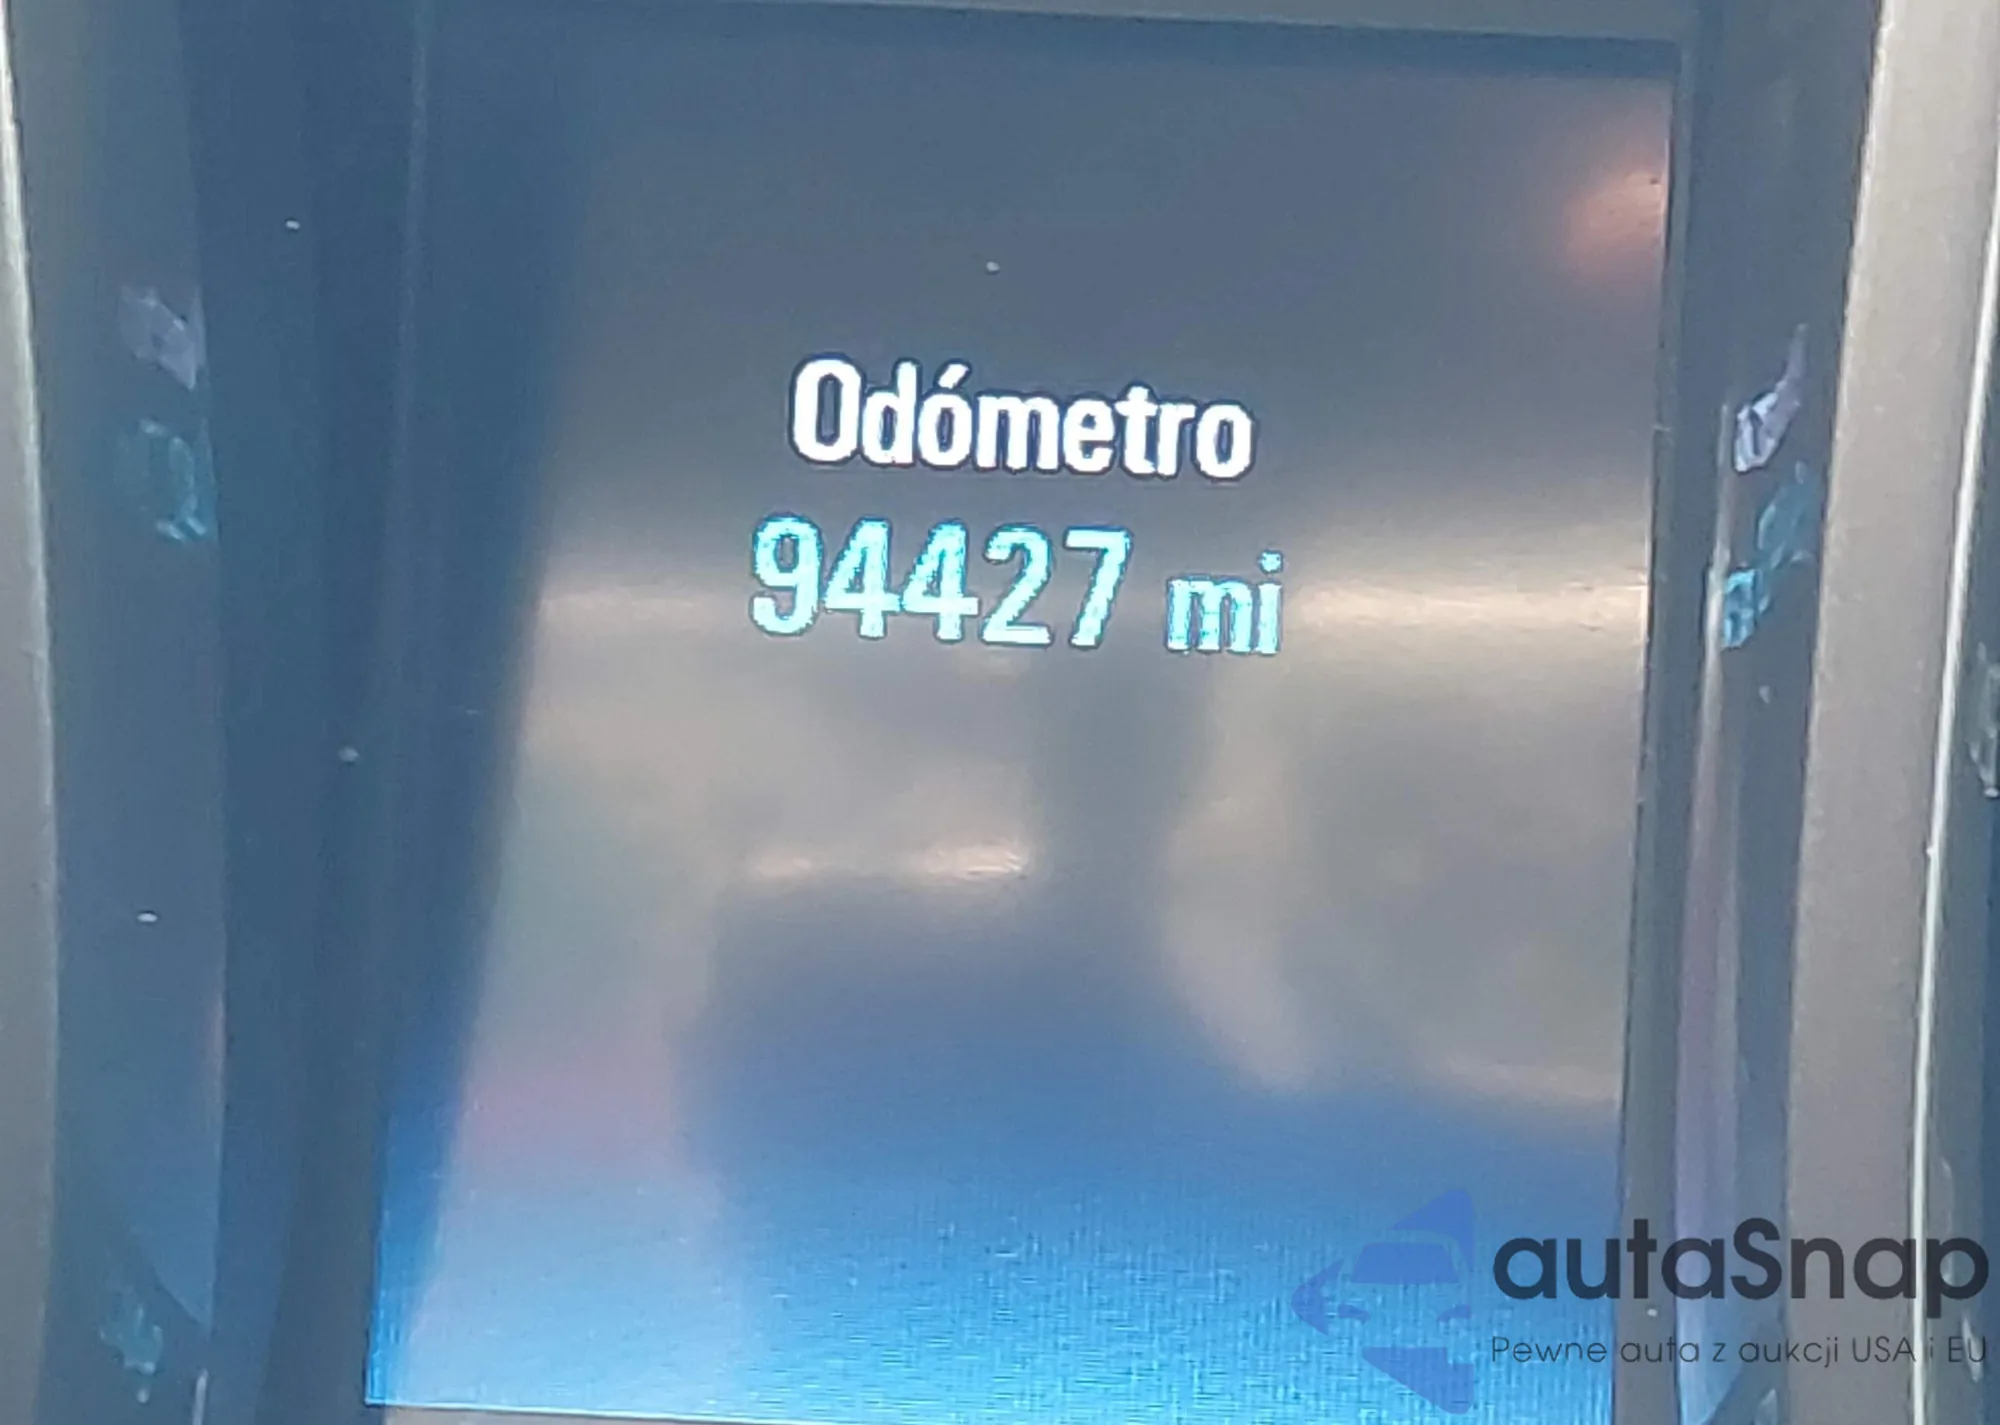 Odómetro
94427 mi
autaSnap
Pewne auta z aukcji USA i EU